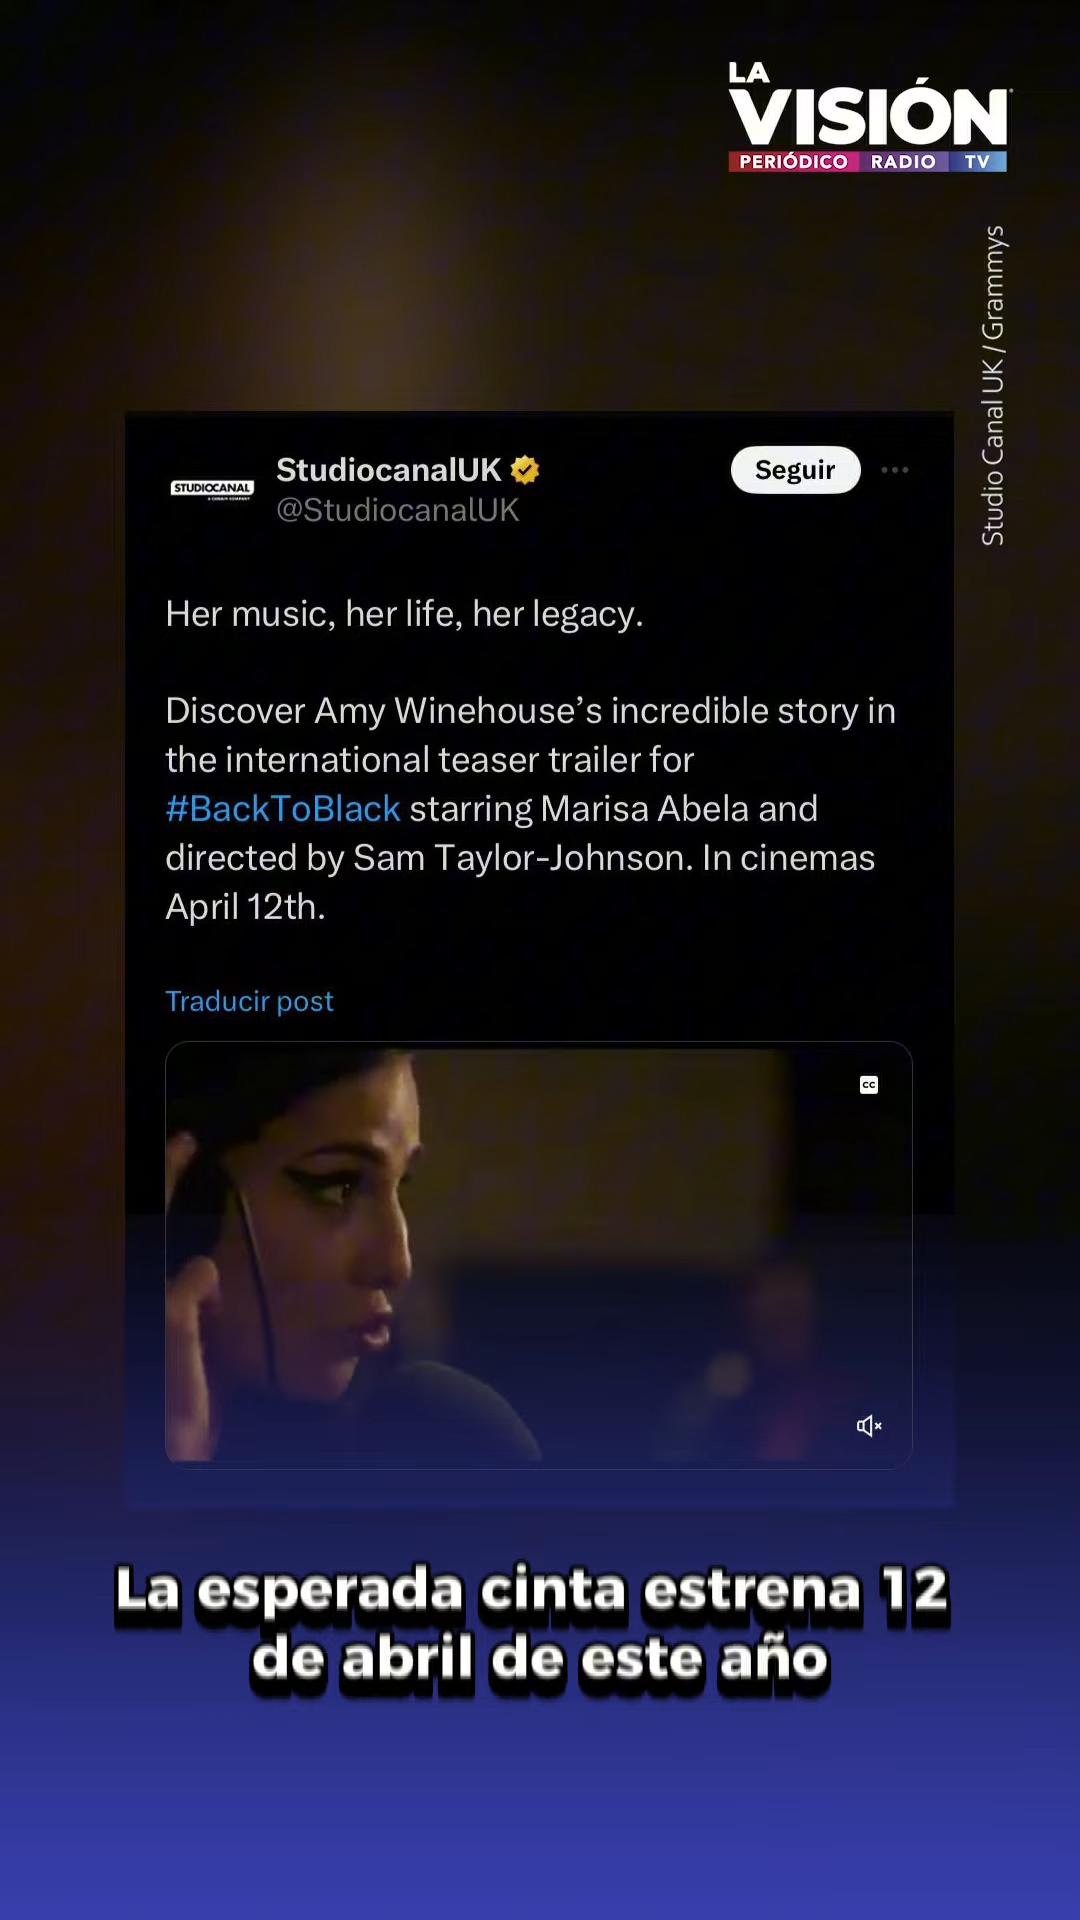 LA
VISIÓN
PERIÓDICO RADIO TV
Studio Canal UK / Grammys
STUDIOCANAL
StudiocanalUK
@StudiocanalUK
Seguir
Her music, her life, her legacy.
Discover Amy Winehouse’s incredible story in
the international teaser trailer for
#BackToBlack starring Marisa Abela and
directed by Sam Taylor-Johnson. In cinemas
April 12th.
Traducir post
CC
La esperada cinta estrena 12
de abril de este año